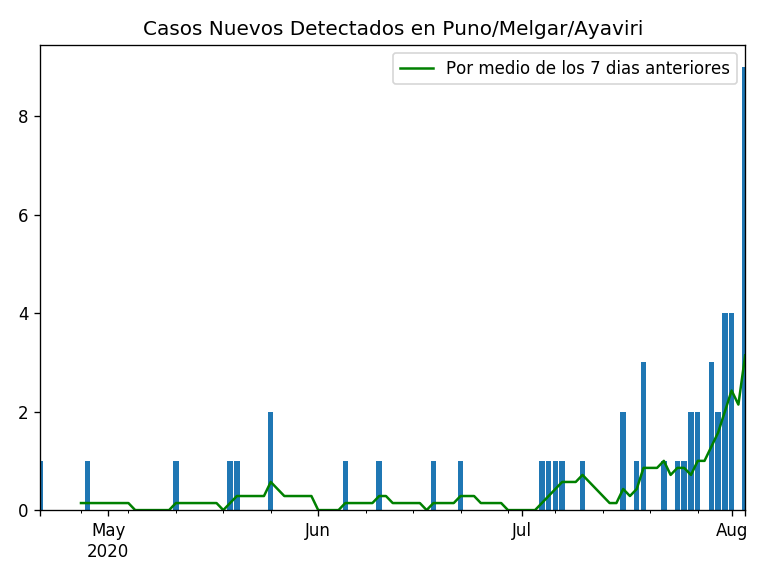 Casos Nuevos Detectados en Puno/Melgar/Ayaviri
Por medio de los 7 dias anteriores
8
6
4
2
0
May
2020
Jun
Jul
Aug